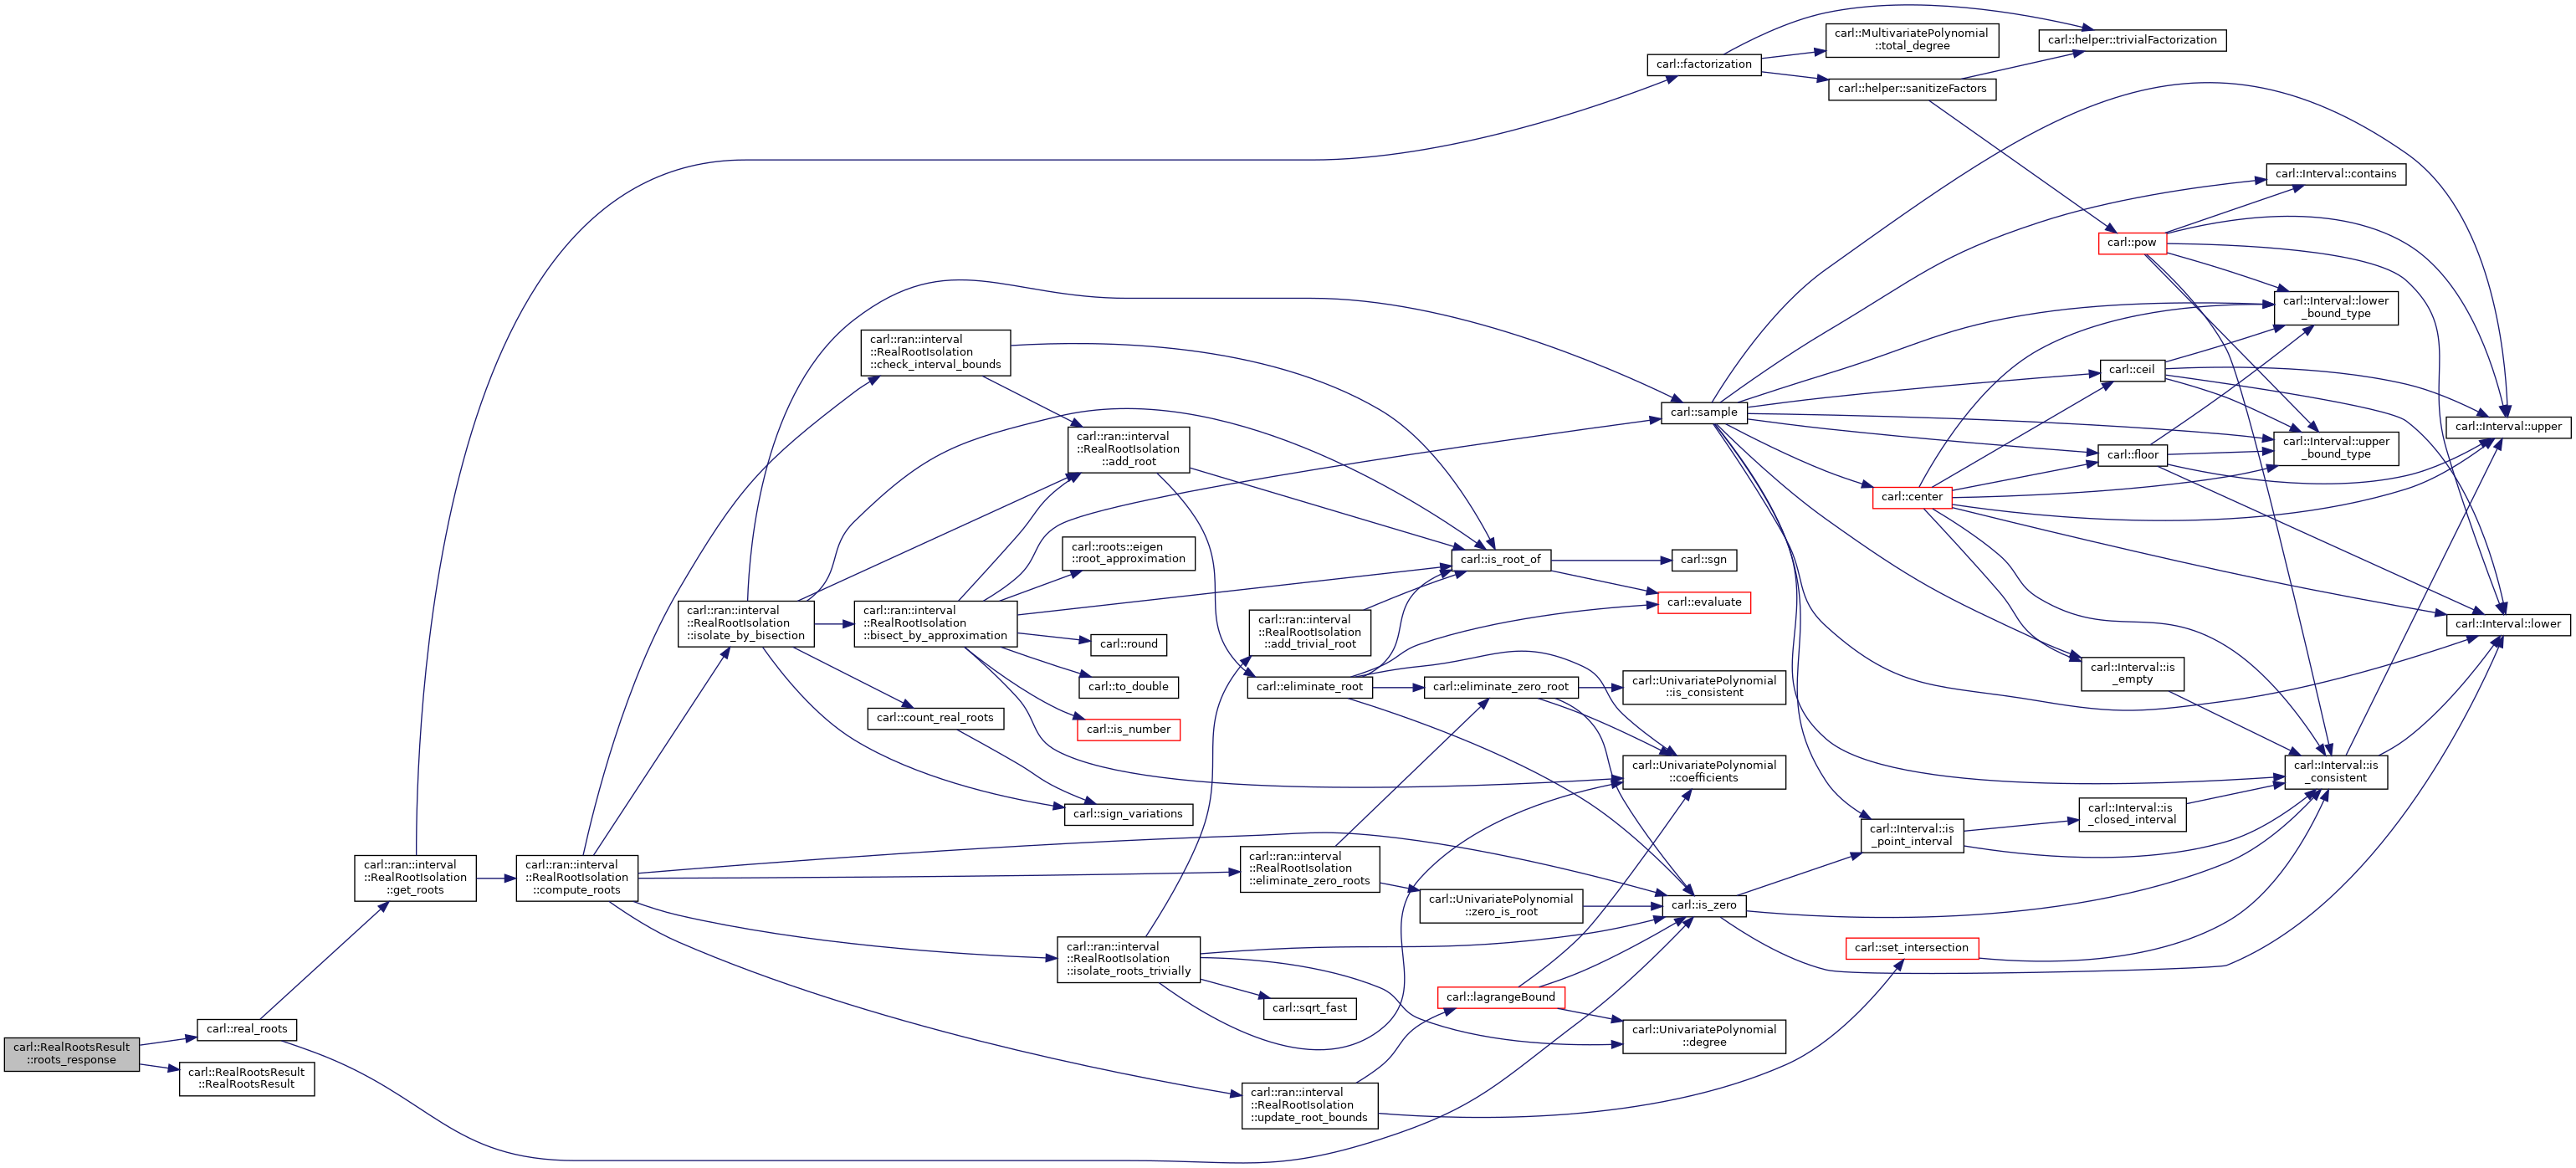 carl::RealRootsResult
::roots_response
carl::real_roots
carl::RealRootsResult
::RealRootsResult
carl::ran::interval
::RealRootIsolation
::get_roots
carl::ran::interval
::RealRootIsolation
::compute_roots
carl::ran::interval
::RealRootIsolation
::isolate_by_bisection
carl::ran::interval
::RealRootIsolation
::check_interval_bounds
carl::ran::interval
::RealRootIsolation
::bisect_by_approximation
carl::count_real_roots
carl::ran::interval
::RealRootIsolation
::add_root
carl::roots::eigen
::root_approximation
carl::round
carl::to_double
carl::is_number
carl::sign_variations
carl::ran::interval
::RealRootIsolation
::isolate_roots_trivially
carl::ran::interval
::RealRootIsolation
::add_trivial_root
carl::eliminate_root
carl::ran::interval
::RealRootIsolation
::eliminate_zero_roots
carl::sqrt_fast
carl::ran::interval
::RealRootIsolation
::update_root_bounds
carl::is_root_of
carl::eliminate_zero_root
carl::UnivariatePolynomial
::zero_is_root
carl::lagrangeBound
carl::factorization
carl::sample
carl::sgn
carl::evaluate
carl::UnivariatePolynomial
::is_consistent
carl::UnivariatePolynomial
::coefficients
carl::is_zero
carl::UnivariatePolynomial
::degree
carl::MultivariatePolynomial
::total_degree
carl::helper::sanitizeFactors
carl::center
carl::Interval::is
_point_interval
carl::set_intersection
carl::helper::trivialFactorization
carl::pow
carl::ceil
carl::floor
carl::Interval::is
_empty
carl::Interval::is
_closed_interval
carl::Interval::contains
carl::Interval::lower
_bound_type
carl::Interval::upper
_bound_type
carl::Interval::is
_consistent
carl::Interval::upper
carl::Interval::lower